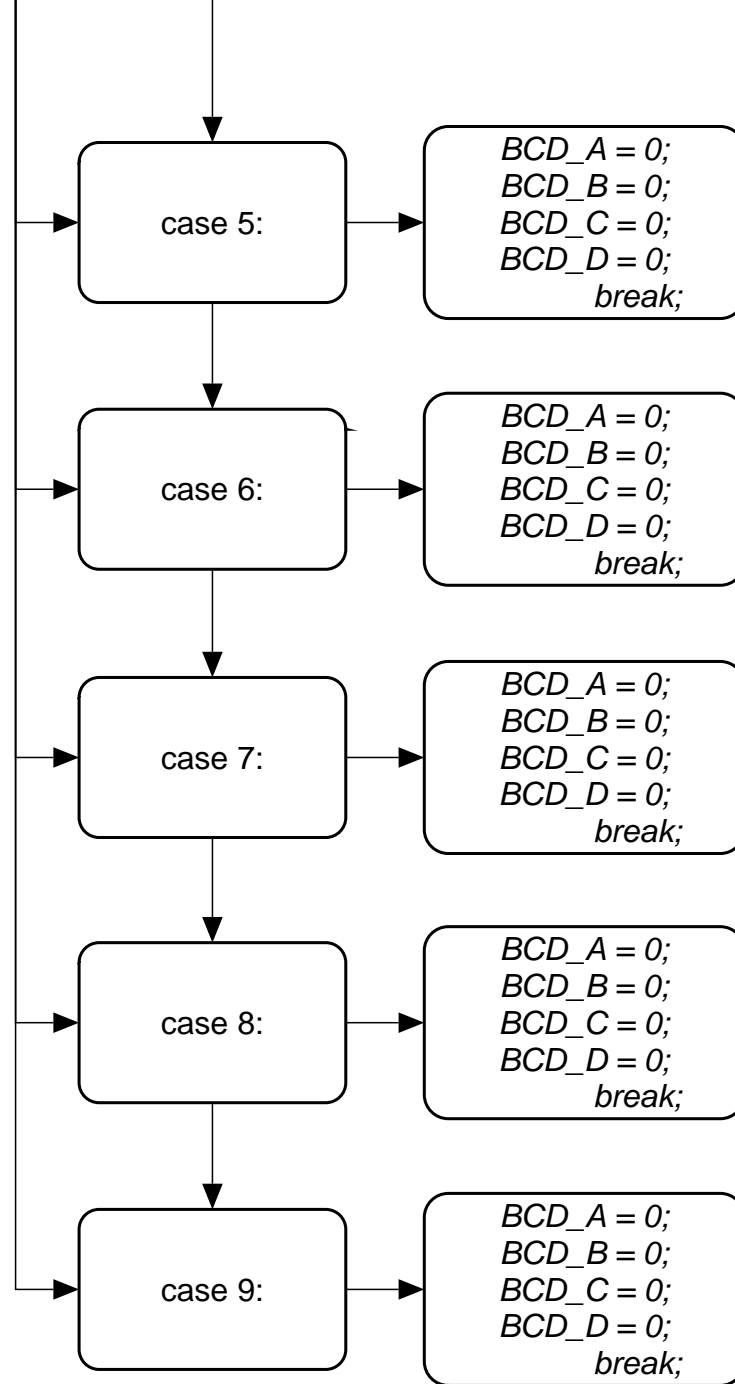 case 5:
BCD_A = 0;
BCD_B = 0;
BCD_C = 0;
BCD_D = 0;
break;
case 6:
BCD_A = 0;
BCD_B = 0;
BCD_C = 0;
BCD_D = 0;
break;
case 7:
BCD_A = 0;
BCD_B = 0;
BCD_C = 0;
BCD_D = 0;
break;
case 8:
BCD_A = 0;
BCD_B = 0;
BCD_C = 0;
BCD_D = 0;
break;
case 9:
BCD_A = 0;
BCD_B = 0;
BCD_C = 0;
BCD_D = 0;
break;